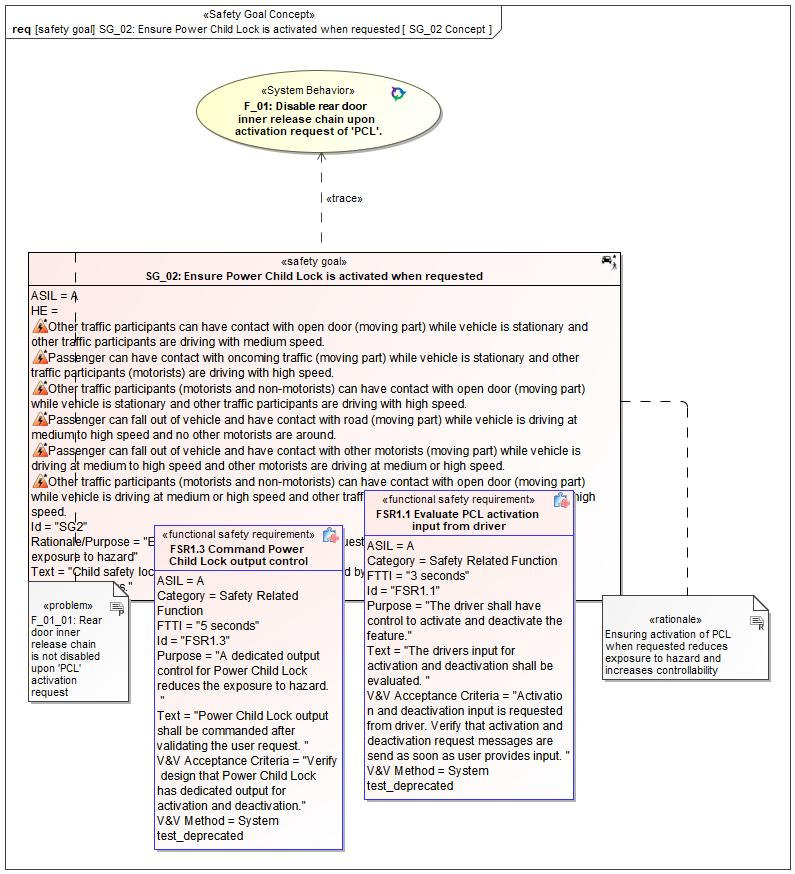 «Safety Goal Concept»
req [safety goal] SG_02: Ensure Power Child Lock is activated when requested[ SG_02 Concept ]
«System Behavior»
F_01: Disable rear door
inner release chain upon
activation request of 'PCL'.
«trace»
«safety goal»
SG_02: Ensure Power Child Lock is activated when requested
ASIL = A
HE =
Other traffic participants can have contact with open door (moving part) while vehicle is stationary and
other traffic participants are driving with medium speed.
Passenger can have contact with oncoming traffic (moving part) while vehicle is stationary and other
traffic participants (motorists) are driving with high speed.
Other traffic participants (motorists and non-motorists) can have contact with open door (moving part)
while vehicle is stationary and other traffic participants are driving with high speed.
Passenger can fall out of vehicle and have contact with road (moving part) while vehicle is driving at
medium to high speed and no other motorists are around.
Passenger can fall out of vehicle and have contact with other motorists (moving part) while vehicle is
driving at medium to high speed and other motorists are driving at medium or high speed.
Other traffic participants (motorists and non-motorists) can have contact with open door (moving part)
while vehicle is driving at medium or high speed and other high
speed.
Id = "SG2"
Rationale/Purpose =
exposure to hazard"
Text = "Child safety
«functional safety requirement»
FSR1.1 Evaluate PCL activation
input from driver
ASIL = A
Category = Safety Related Function
FTTI = "3 seconds"
Id = "FSR1.1"
Purpose = "The driver shall have
control to activate and deactivate the
feature."
Text = "The drivers input for
activation and deactivation shall be
evaluated. "
V&V Acceptance Criteria = "Activatio
n and deactivation input is requested
from driver. Verify that activation and
deactivation request messages are
send as soon as user provides input. "
V&V Method = System
test_deprecated
«functional safety requirement»
FSR1.3 Command Power
Child Lock output control
ASIL = A
Category = Safety Related
Function
FTTI = "5 seconds"
Id = "FSR1.3"
Purpose = "A dedicated output
control for Power Child Lock
reduces the exposure to hazard.
"
Text = "Power Child Lock output
shall be commanded after
validating the user request. "
V&V Acceptance Criteria = "Verify
design that Power Child Lock
has dedicated output for
activation and deactivation."
V&V Method = System
test_deprecated
«problem»
F_01_01: Rear
door inner
release chain
is not disabled
upon 'PCL'
activation
request
«rationale»
Ensuring activation of PCL
when requested reduces
exposure to hazard and
increases controllability